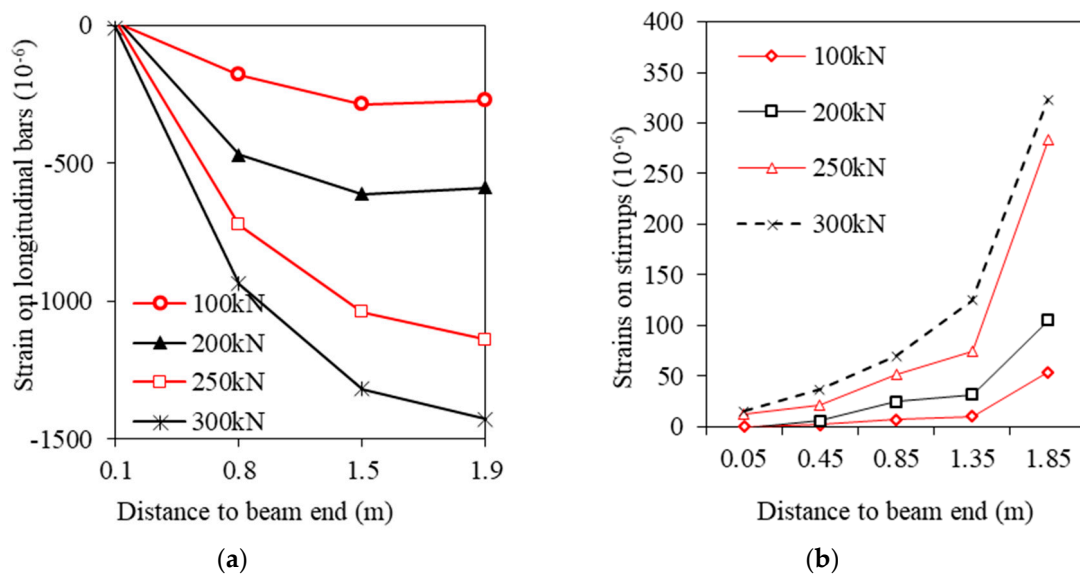 0
-500
-1000
-1500
Strain on longitudinal bars (10⁻⁶)
100kN
200kN
250kN
300kN
0.1 0.8 1.5 1.9
Distance to beam end (m)
(a)
400
350
300
250
200
150
100
50
0
Strains on stirrups (10⁻⁶)
100kN
200kN
250kN
300kN
0.05 0.45 0.85 1.35 1.85
Distance to beam end (m)
(b)